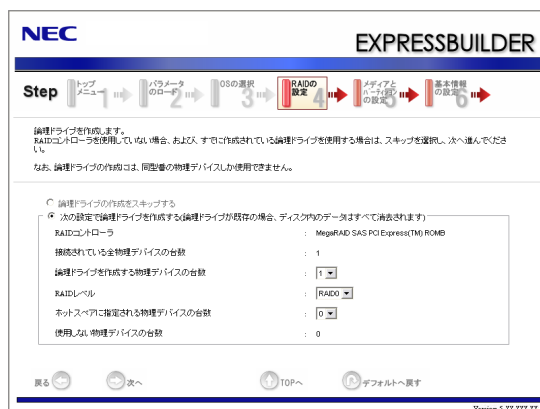 NEC
EXPRESSBUILDER
Step
トップ
メニュー 1
パラメータ
のロード 2
OSの選択
3
RAIDの
設定 4
メディアと
パーティション
の設定 5
基本情報
の設定 6
論理ドライブを作成します。
RAIDコントローラを使用していない場合、および、すでに作成されている論理ドライブを使用する場合は、スキップを選択し、次へ進んでくださ
い。
なお、論理ドライブの作成には、同型番の物理デバイスしか使用できません。
論理ドライブの作成をスキップする
次の設定で論理ドライブを作成する(論理ドライブが既存の場合、ディスク内のデータはすべて消去されます)
RAIDコントローラ : MegaRAID SAS PCI Express(TM) ROMB
接続されている全物理デバイスの台数 : 1
論理ドライブを作成する物理デバイスの台数 : 1
RAIDレベル : RAID0
ホットスペアに指定される物理デバイスの台数 : 0
使用しない物理デバイスの台数 : 0
戻る 次へ TOPへ デフォルトへ戻す